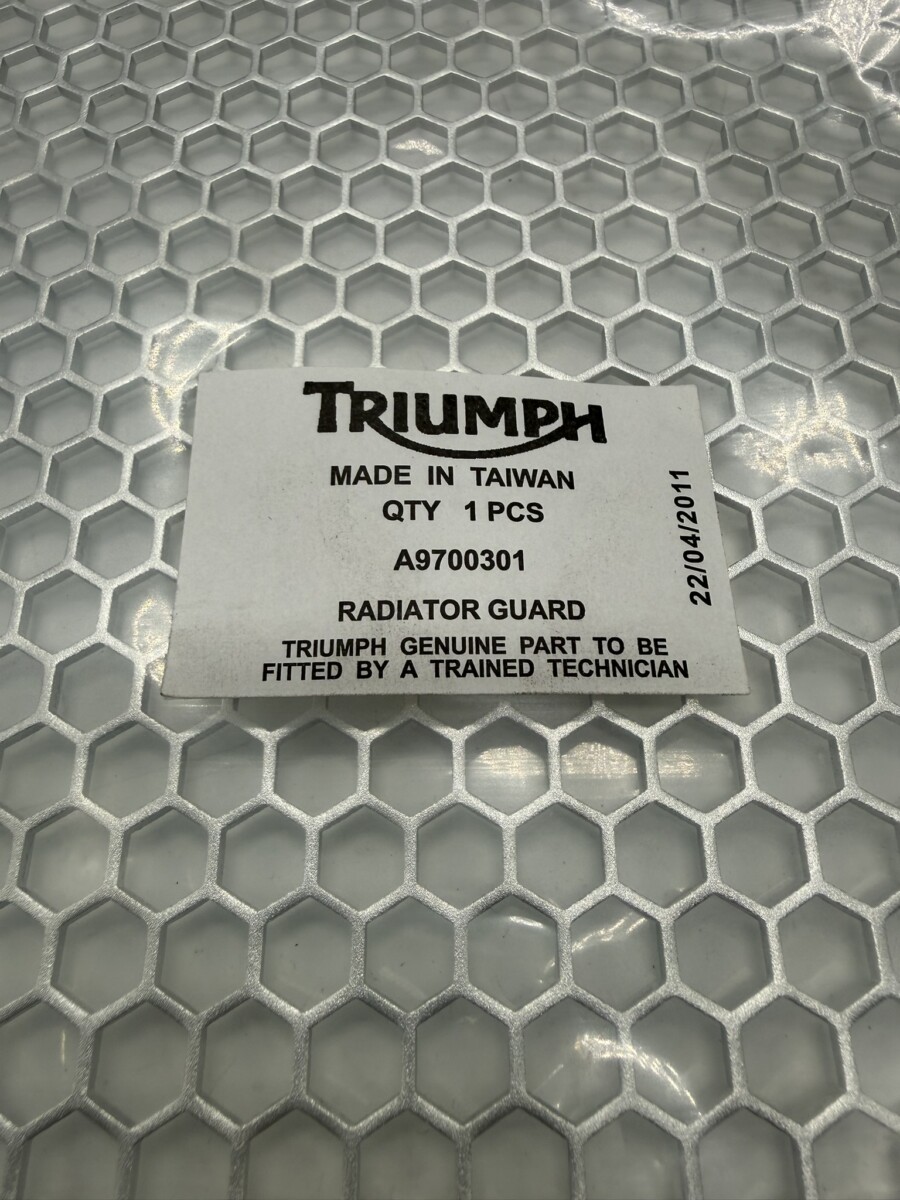 TRIUMPH
MADE IN TAIWAN
QTY 1 PCS
A9700301
RADIATOR GUARD
TRIUMPH GENUINE PART TO BE
FITTED BY A TRAINED TECHNICIAN
22/04/2011